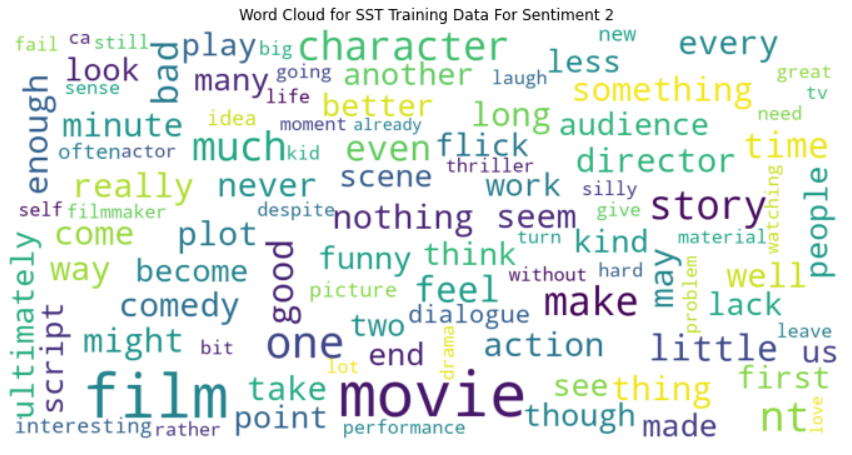 Word Cloud for SST Training Data For Sentiment 2
fail ca still bad play big character new every
look many going another laugh less great
sense life something tv
enough minute idea better moment already long audience need
often actor much kid even flick director time
thriller
really never scene work silly story watching people
self filmmaker despite nothing seem give
come plot turn kind material
way become good funny think without hard may well
picture feel make problem lack
ultimately script comedy two dialogue
might bit one end action little us leave
lot drama
film take movie see thing first love
point though made nt
interesting rather performance